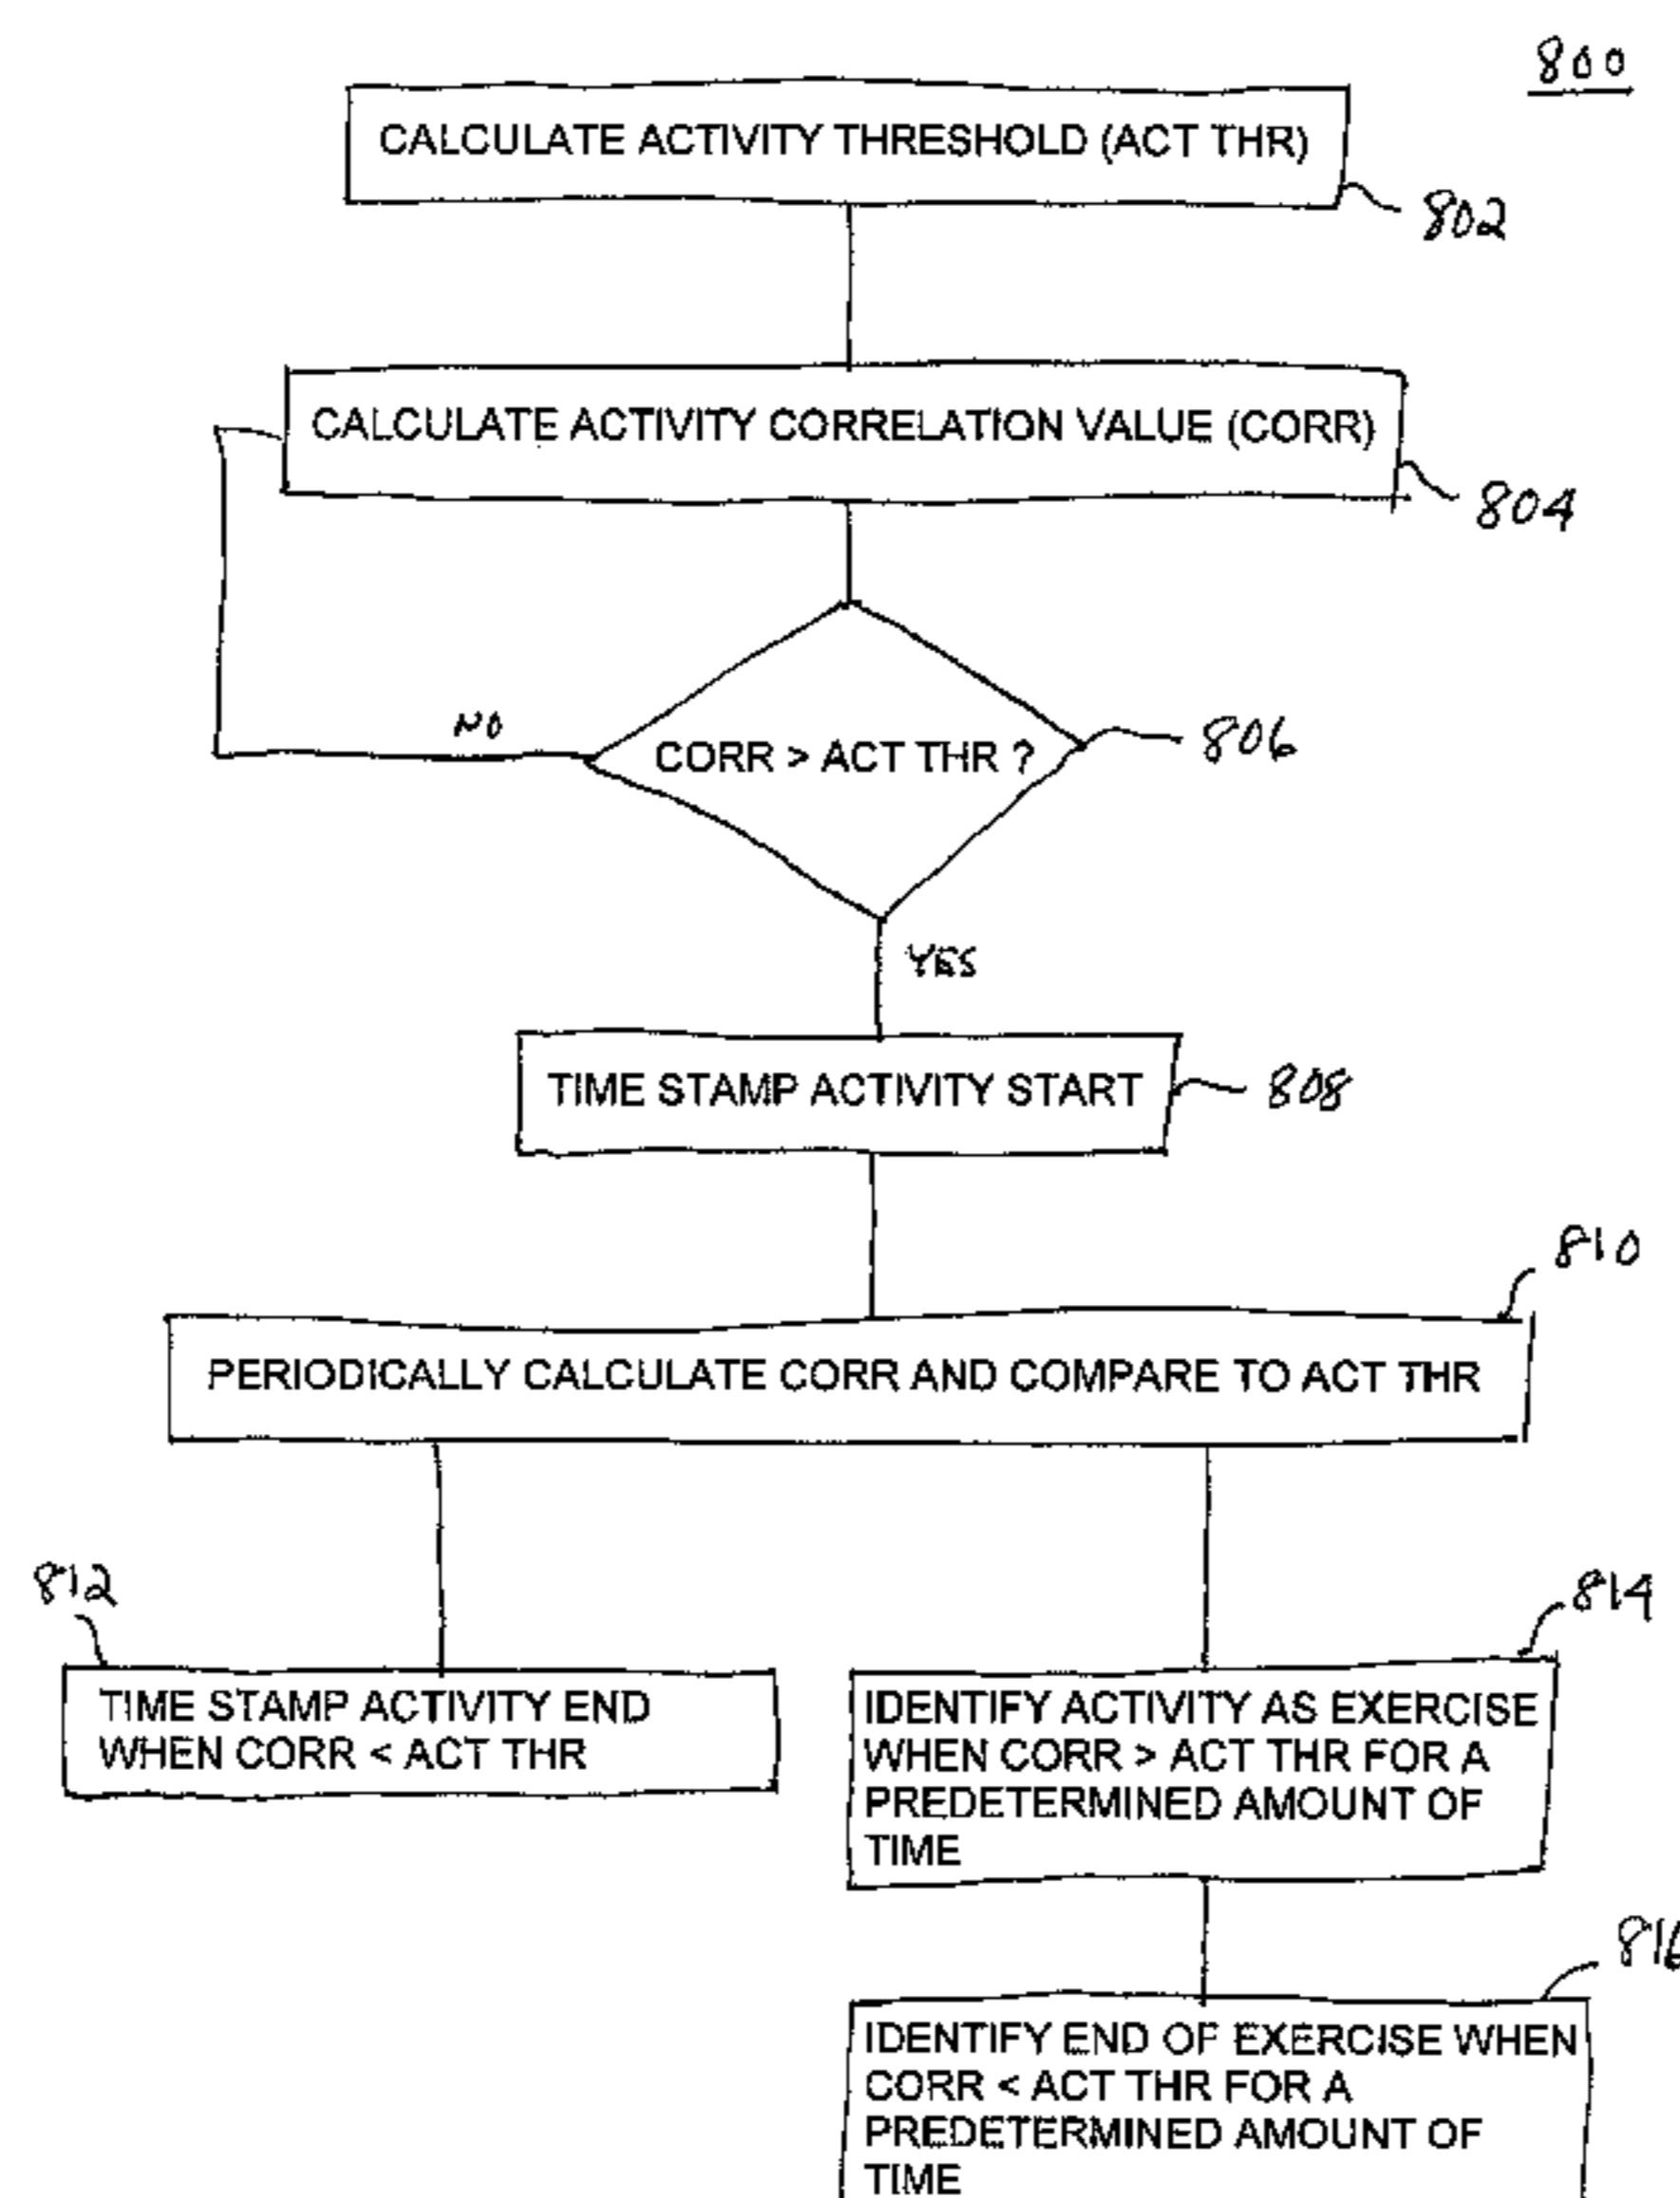 800
CALCULATE ACTIVITY THRESHOLD (ACT THR)
802
CALCULATE ACTIVITY CORRELATION VALUE (CORR)
804
NO
CORR > ACT THR ?
806
YES
TIME STAMP ACTIVITY START
808
810
PERIODICALLY CALCULATE CORR AND COMPARE TO ACT THR
812
TIME STAMP ACTIVITY END
WHEN CORR < ACT THR
814
IDENTIFY ACTIVITY AS EXERCISE
WHEN CORR > ACT THR FOR A
PREDETERMINED AMOUNT OF
TIME
816
IDENTIFY END OF EXERCISE WHEN
CORR < ACT THR FOR A
PREDETERMINED AMOUNT OF
TIME